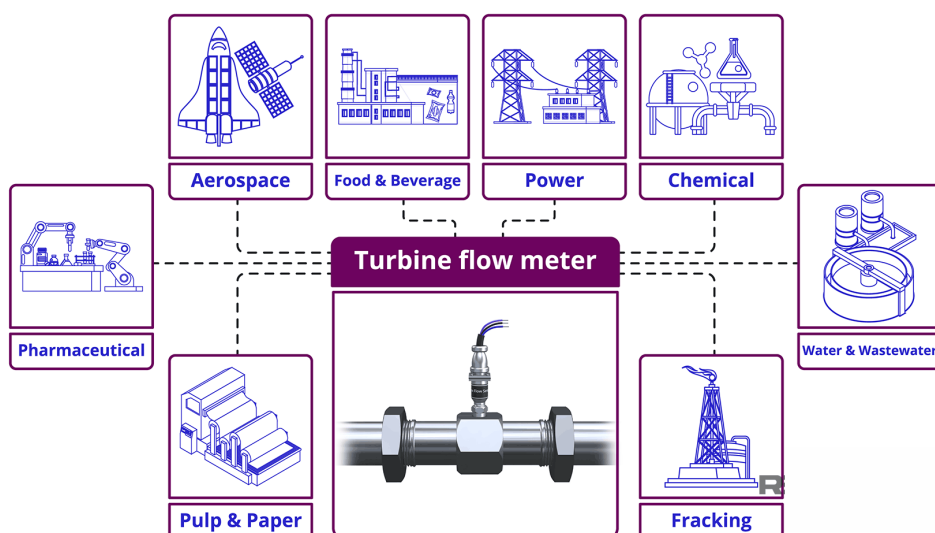 Aerospace
Food & Beverage
Power
Chemical
Turbine flow meter
Pharmaceutical
Water & Wastewater
Pulp & Paper
Fracking